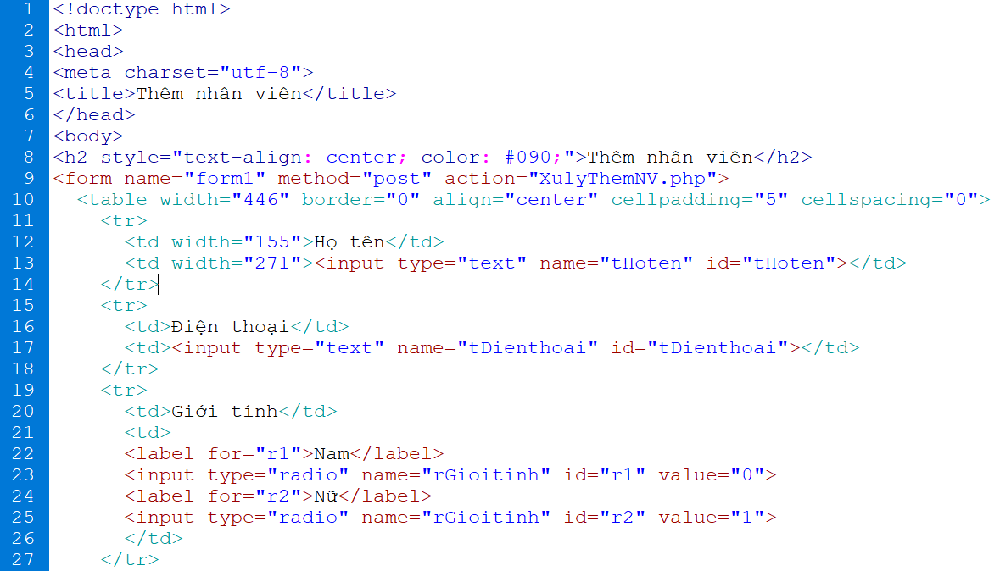 1 <!doctype html>
2 <html>
3 <head>
4 <meta charset="utf-8">
5 <title>Thêm nhân viên</title>
6 </head>
7 <body>
8 <h2 style="text-align: center; color: #090;">Thêm nhân viên</h2>
9 <form name="form1" method="post" action="XulyThemNV.php">
10   <table width="446" border="0" align="center" cellpadding="5" cellspacing="0">
11     <tr>
12       <td width="155">Họ tên</td>
13       <td width="271"><input type="text" name="tHoten" id="tHoten"></td>
14     </tr>
15     <tr>
16       <td>Điện thoại</td>
17       <td><input type="text" name="tDienthoai" id="tDienthoai"></td>
18     </tr>
19     <tr>
20       <td>Giới tính</td>
21       <td>
22       <label for="r1">Nam</label>
23       <input type="radio" name="rGioitinh" id="r1" value="0">
24       <label for="r2">Nữ</label>
25       <input type="radio" name="rGioitinh" id="r2" value="1">
26       </td>
27     </tr>